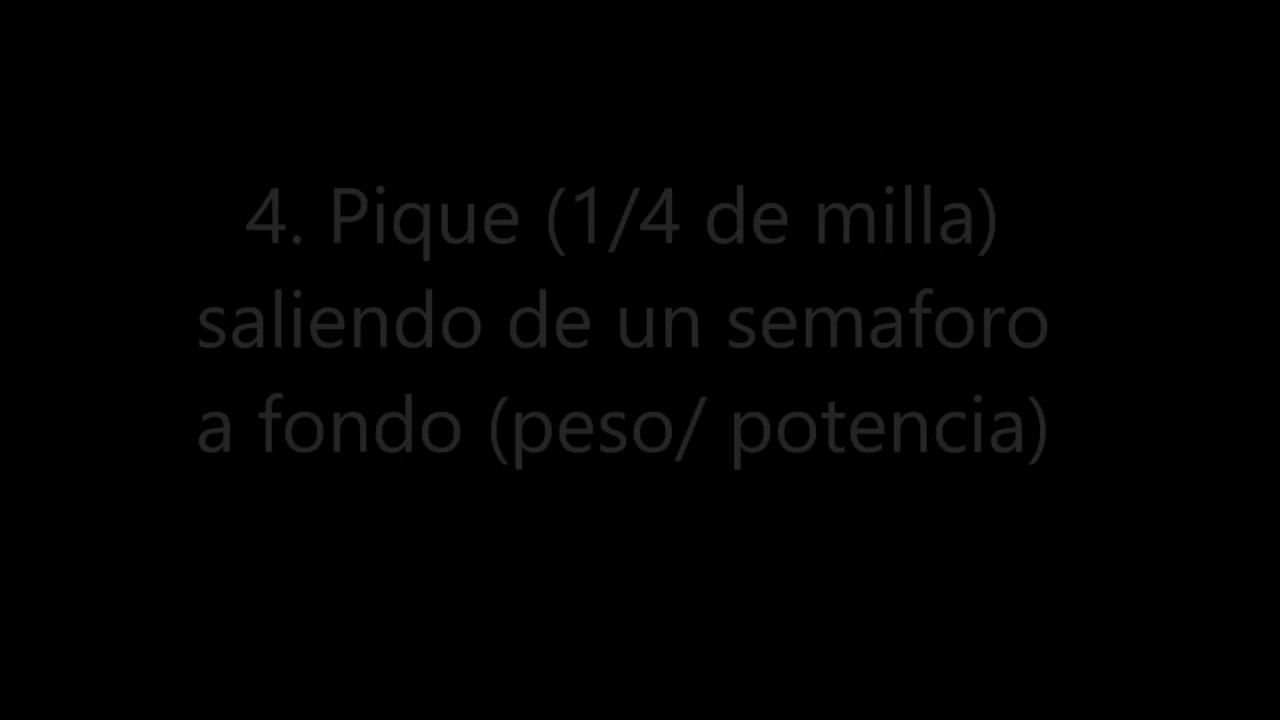 4. Pique (1/4 de milla)
saliendo de un semaforo
a fondo (peso/ potencia)